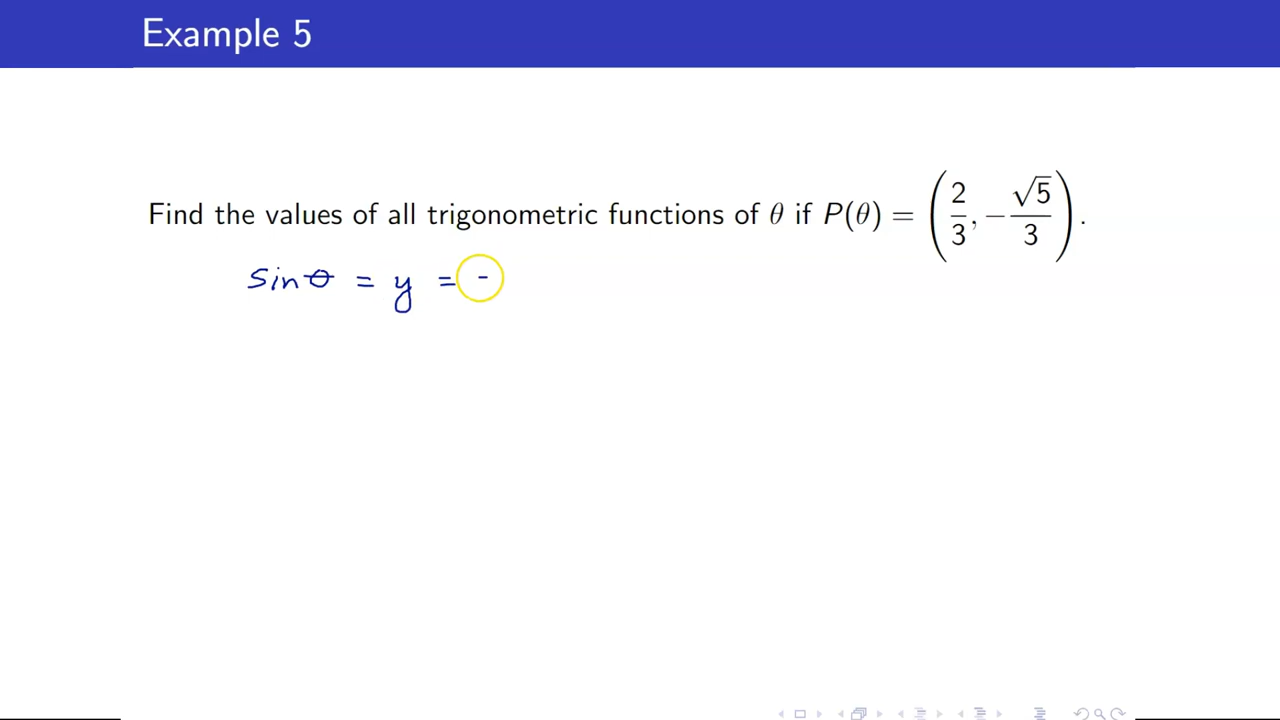 Example 5
Find the values of all trigonometric functions of θ if P(θ) = (2/3, −√5/3).
sin θ = y = -